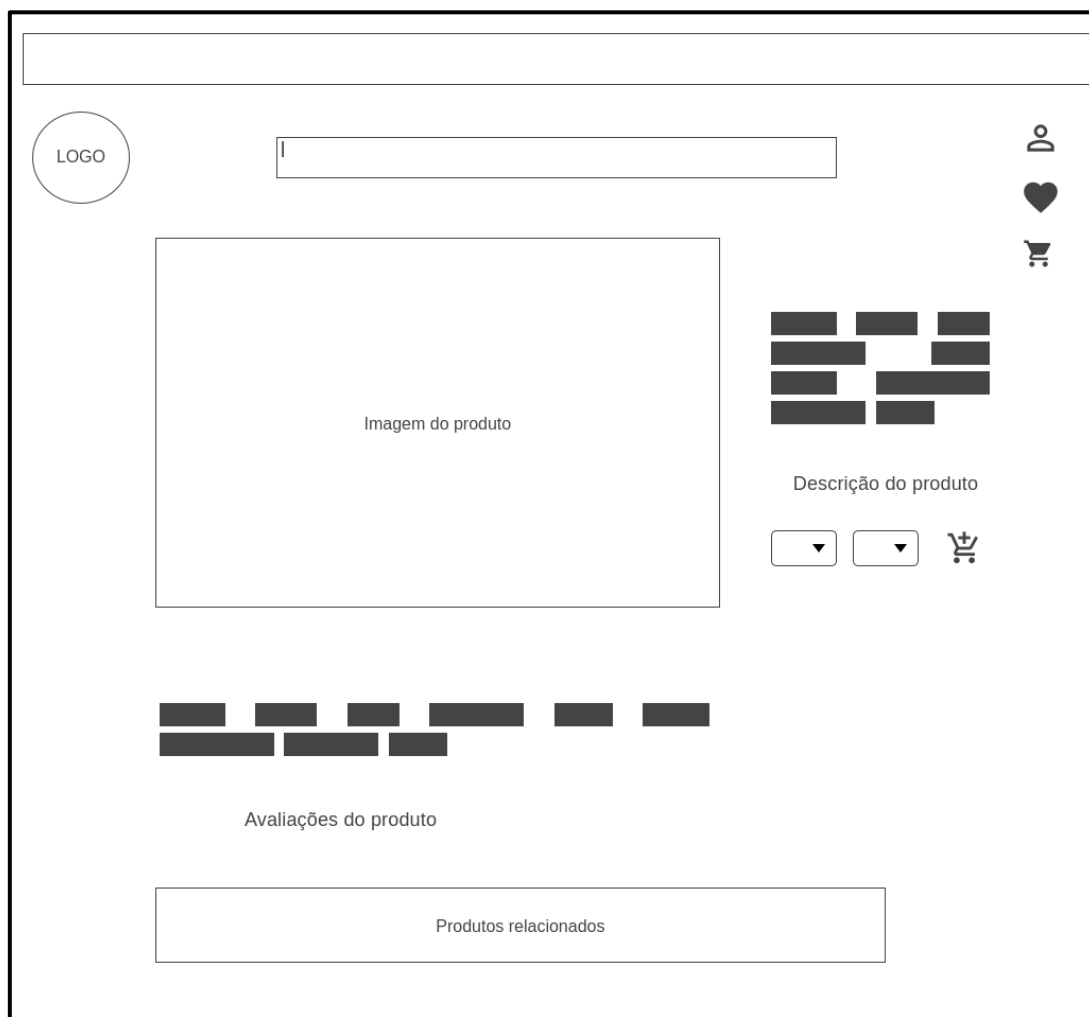 LOGO
Imagem do produto
Descrição do produto
Avaliações do produto
Produtos relacionados